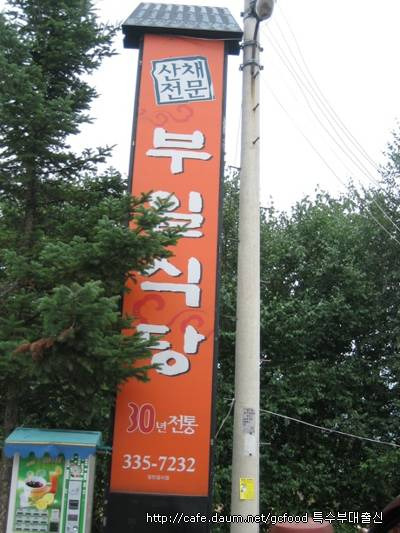 산채
전문
부일식당
30년 전통
335-7232
http://cafe.daum.net/gcfood 특수부대출신